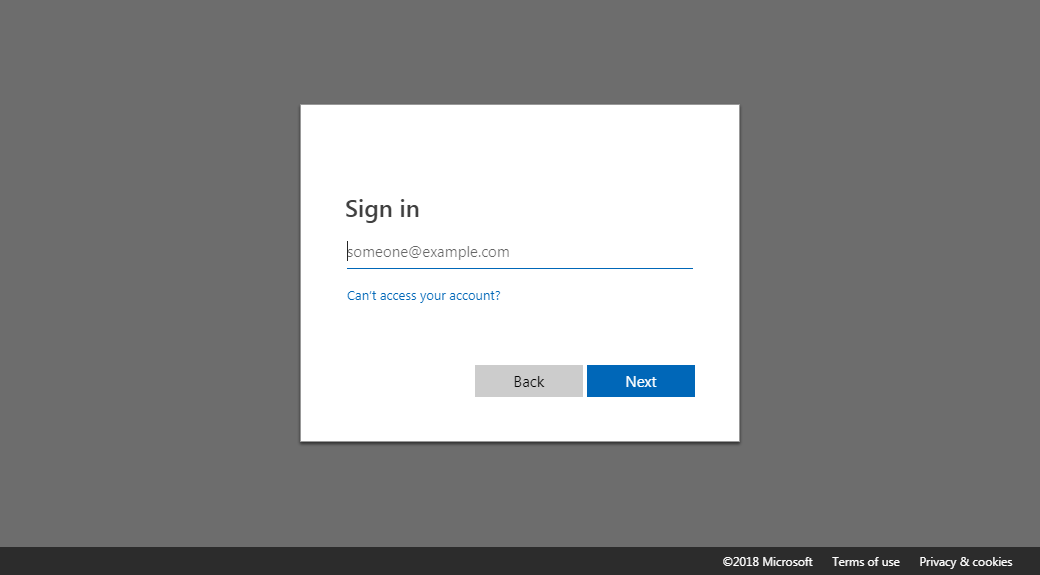 Sign in
someone@example.com
Can't access your account?
Back Next
©2018 Microsoft Terms of use Privacy & cookies